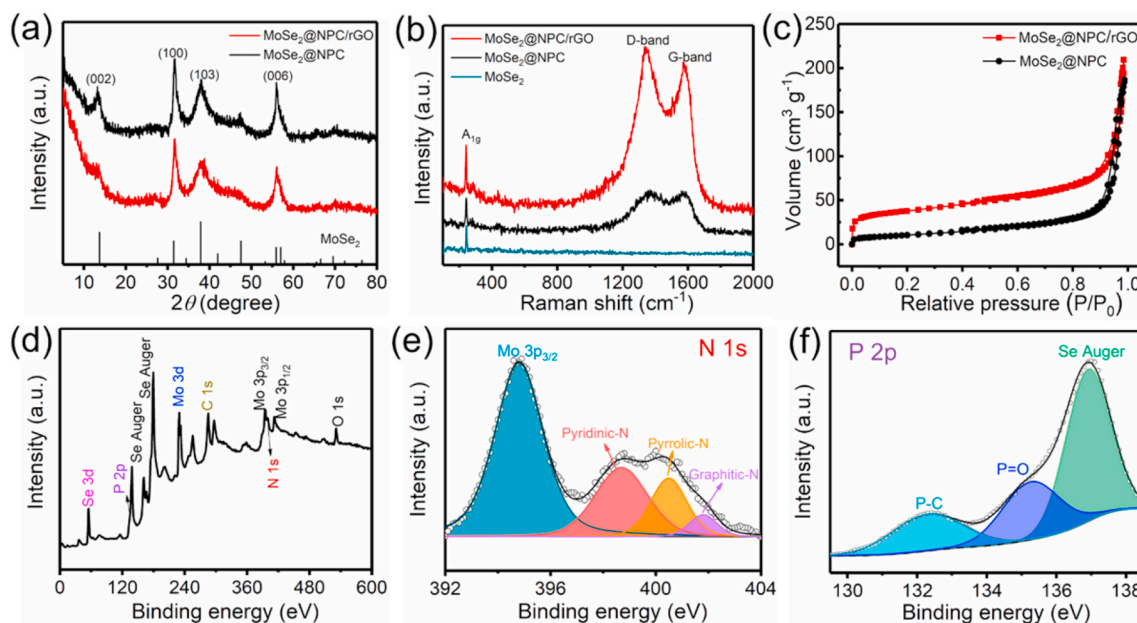 (a)
MoSe2@NPC/rGO
MoSe2@NPC
(002)
(100)
(103)
(006)
MoSe2
Intensity (a.u.)
0 10 20 30 40 50 60 70 80
2θ (degree)
(b)
MoSe2@NPC/rGO
MoSe2@NPC
MoSe2
D-band
G-band
A1g
Intensity (a.u.)
400 800 1200 1600 2000
Raman shift (cm-1)
(c)
MoSe2@NPC/rGO
MoSe2@NPC
Volume (cm3 g-1)
250
200
150
100
50
0
0.0 0.2 0.4 0.6 0.8 1.0
Relative pressure (P/P0)
(d)
Se 3d
P 2p
Se Auger
Se Auger
Mo 3d
C 1s
Mo 3p3/2
Mo 3p1/2
N 1s
O 1s
Intensity (a.u.)
0 120 240 360 480 600
Binding energy (eV)
(e)
N 1s
Mo 3p3/2
Pyridinic-N
Pyrrolic-N
Graphitic-N
Intensity (a.u.)
392 396 400 404
Binding energy (eV)
(f)
P 2p
Se Auger
P=O
P-C
Intensity (a.u.)
130 132 134 136 138
Binding energy (eV)